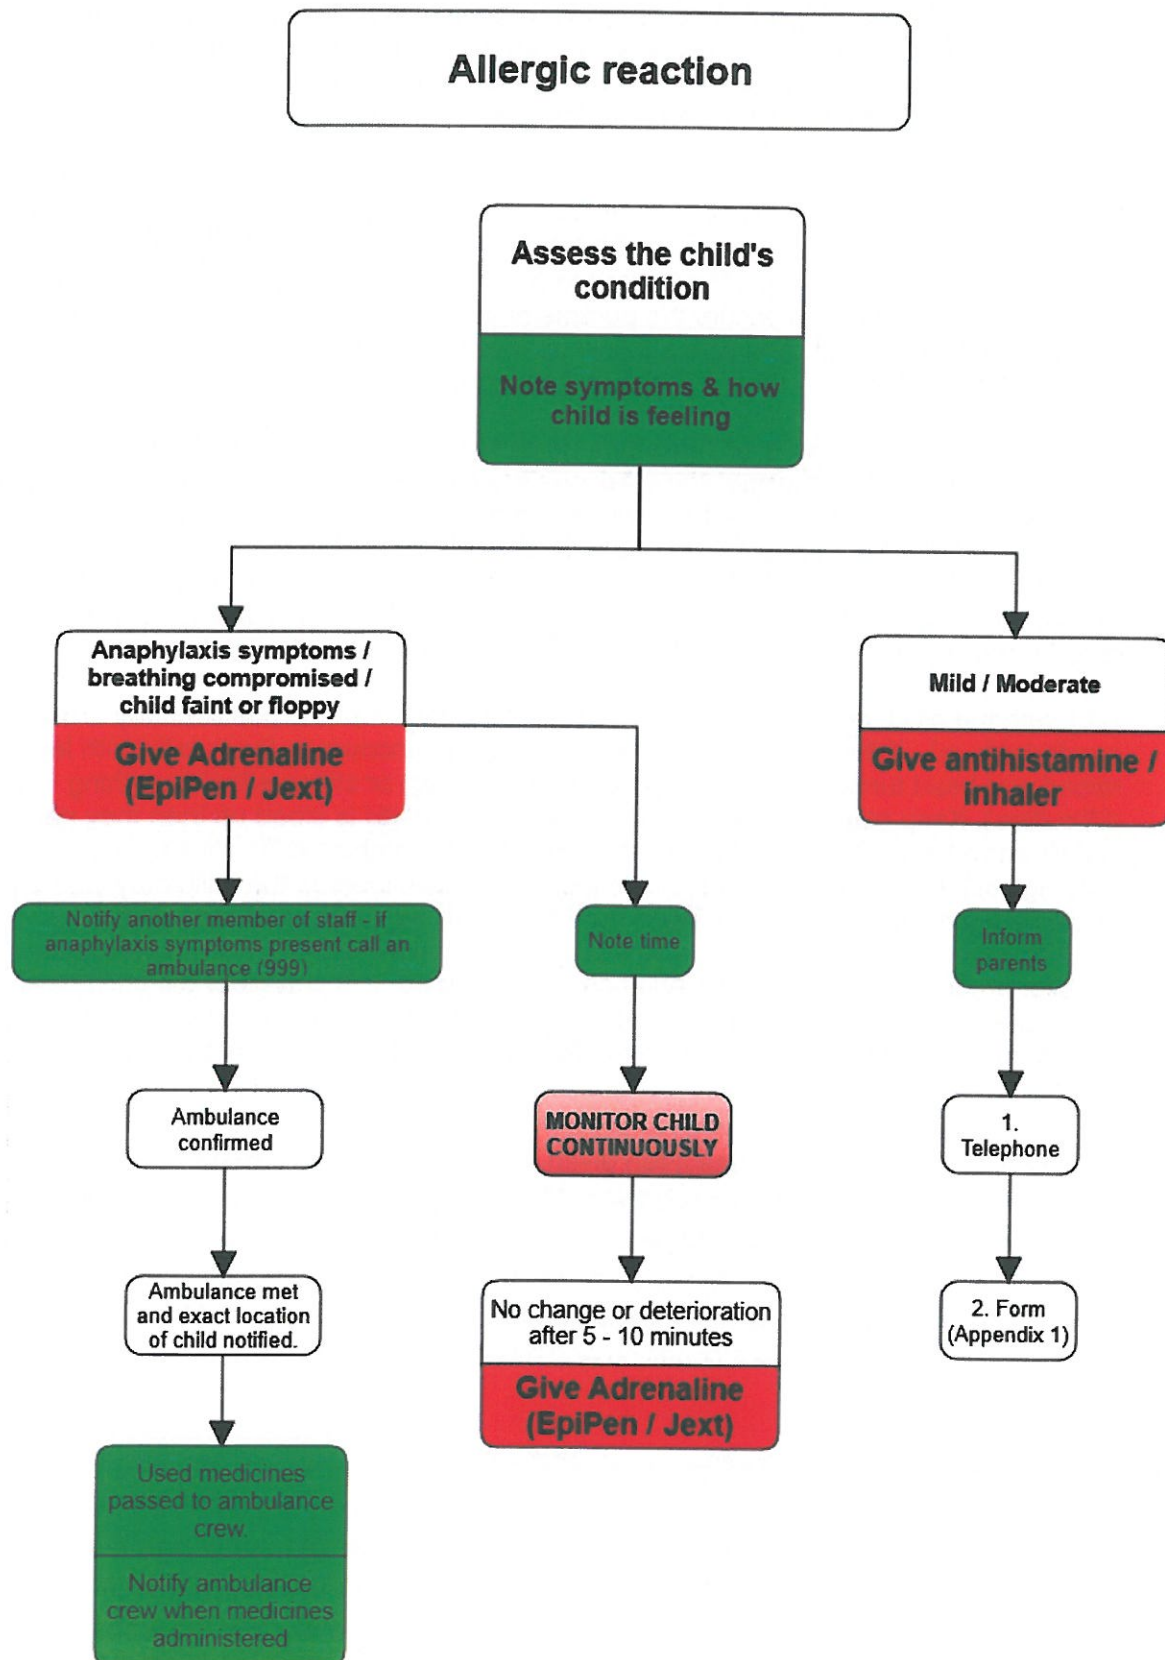 Allergic reaction
Assess the child's
condition
Note symptoms & how
child is feeling
Anaphylaxis symptoms /
breathing compromised /
child faint or floppy
Give Adrenaline
(EpiPen / Jext)
Mild / Moderate
Give antihistamine /
inhaler
Notify another member of staff - if
anaphylaxis symptoms present call an
ambulance (999)
Note time
Inform
parents
Ambulance
confirmed
MONITOR CHILD
CONTINUOUSLY
1.
Telephone
Ambulance met
and exact location
of child notified.
No change or deterioration
after 5 - 10 minutes
Give Adrenaline
(EpiPen / Jext)
2. Form
(Appendix 1)
Used medicines
passed to ambulance
crew.
Notify ambulance
crew when medicines
administered